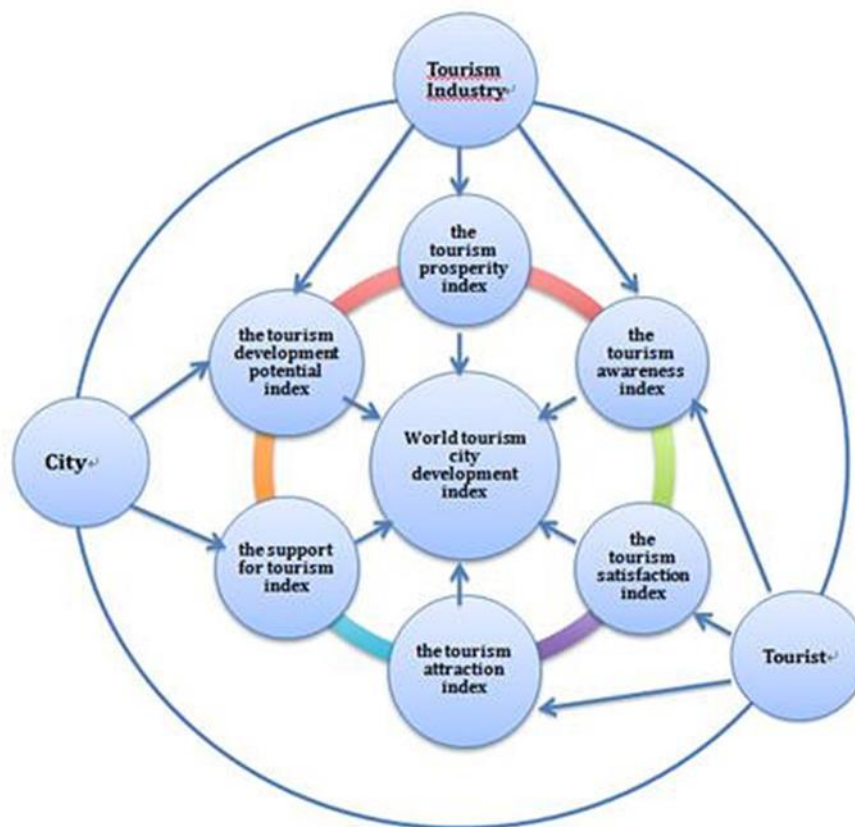 Tourism
Industry
the
tourism
prosperity
index
the tourism
development
potential
index
the
tourism
awareness
index
World tourism
city
development
index
City
the support
for tourism
index
the
tourism
satisfaction
index
the tourism
attraction
index
Tourist